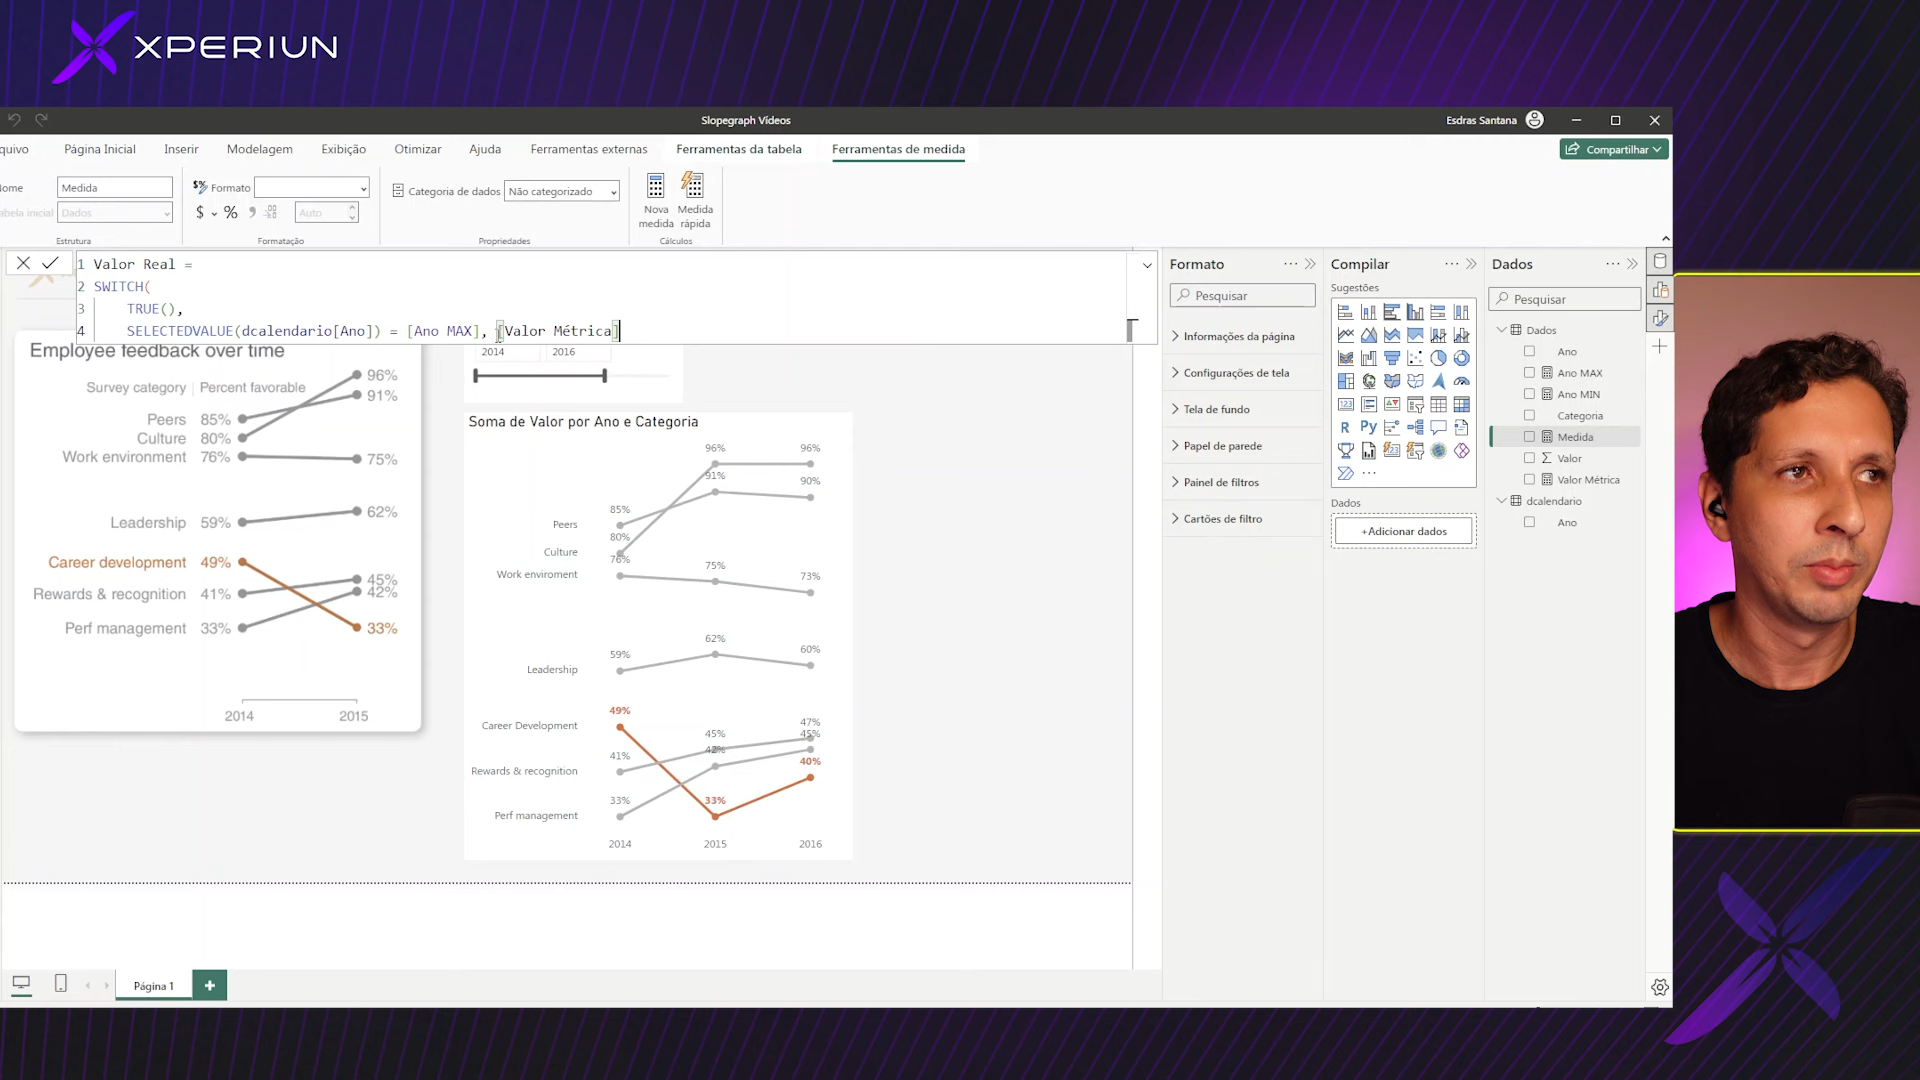 XPERIUN
Slopegraph Vídeos
Esdras Santana
quivo
Página Inicial
Inserir
Modelagem
Exibição
Otimizar
Ajuda
Ferramentas externas
Ferramentas da tabela
Ferramentas de medida
Compartilhar
ome
Medida
Formato
Categoria de dados
Não categorizado
abela inicial
Dados
$ % 9
Auto
Nova medida
Medida rápida
Estrutura
Formatação
Propriedades
Cálculos
1 Valor Real =
2 SWITCH(
3 TRUE(),
4 SELECTEDVALUE(dcalendario[Ano]) = [Ano MAX], [Valor Métrica]
Employee feedback over time
Survey category | Percent favorable
96%
91%
Peers 85%
Culture 80%
Work environment 76%
75%
Leadership 59%
62%
Career development 49%
45%
42%
Rewards & recognition 41%
Perf management 33%
33%
2014 2015
2014 2016
Soma de Valor por Ano e Categoria
96% 96%
91% 90%
85%
Peers
80%
Culture
76% 75% 73%
Work enviroment
62%
59% 60%
Leadership
49%
Career Development
47%
45% 45%
42%
41% 40%
Rewards & recognition
33% 33%
Perf management
2014 2015 2016
Página 1
Formato
Pesquisar
Informações da página
Configurações de tela
Tela de fundo
Papel de parede
Painel de filtros
Cartões de filtro
Compilar
Sugestões
123
R Py
Dados
+Adicionar dados
Dados
Pesquisar
Dados
Ano
Ano MAX
Ano MIN
Categoria
Medida
Valor
Valor Métrica
dcalendario
Ano